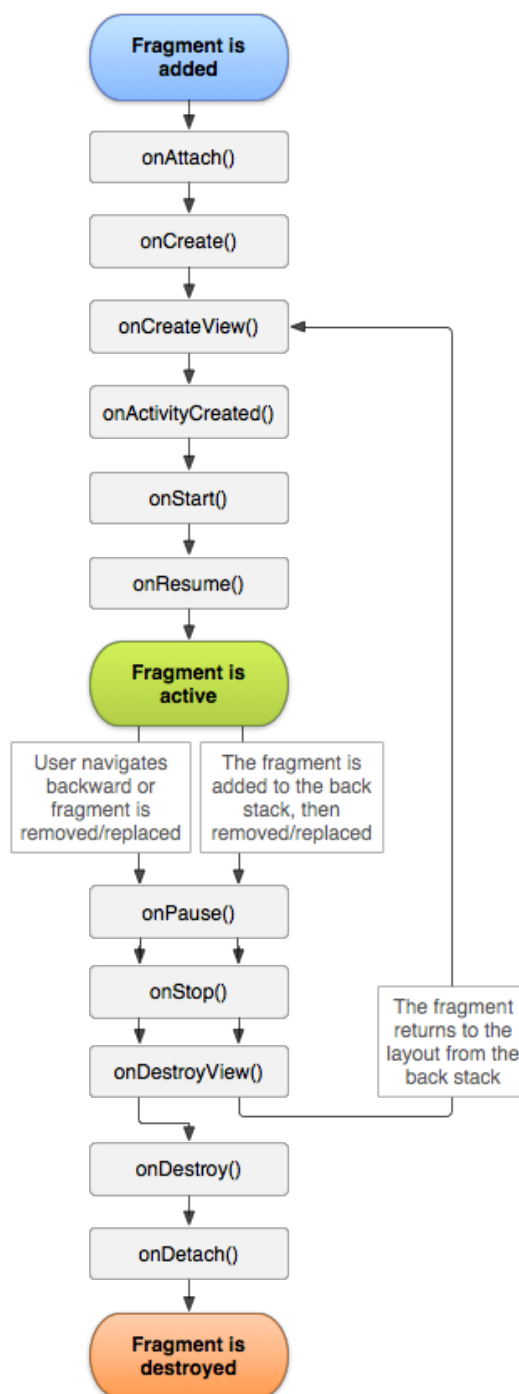 Fragment is
added
onAttach()
onCreate()
onCreateView()
onActivityCreated()
onStart()
onResume()
Fragment is
active
User navigates
backward or
fragment is
removed/replaced
The fragment is
added to the back
stack, then
removed/replaced
onPause()
onStop()
onDestroyView()
The fragment
returns to the
layout from the
back stack
onDestroy()
onDetach()
Fragment is
destroyed